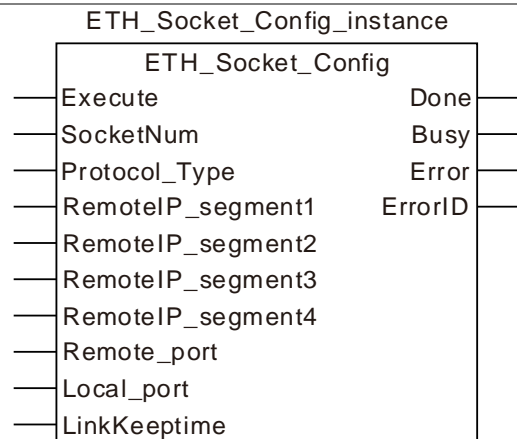 ETH_Socket_Config_instance
ETH_Socket_Config
Execute Done
SocketNum Busy
Protocol_Type Error
RemoteIP_segment1 ErrorID
RemoteIP_segment2
RemoteIP_segment3
RemoteIP_segment4
Remote_port
Local_port
LinkKeeptime